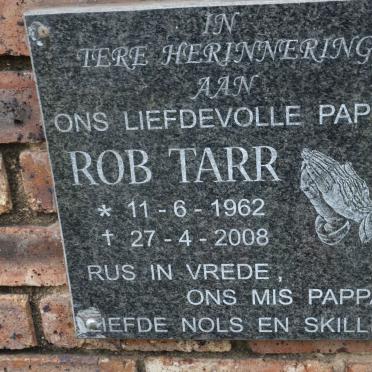 IN
TERE HERINNERING
AAN
ONS LIEFDEVOLLE PAP
ROB TARR
* 11 - 6 - 1962
† 27 - 4 - 2008
RUS IN VREDE,
ONS MIS PAPPA
LIEFDE NOLS EN SKILL